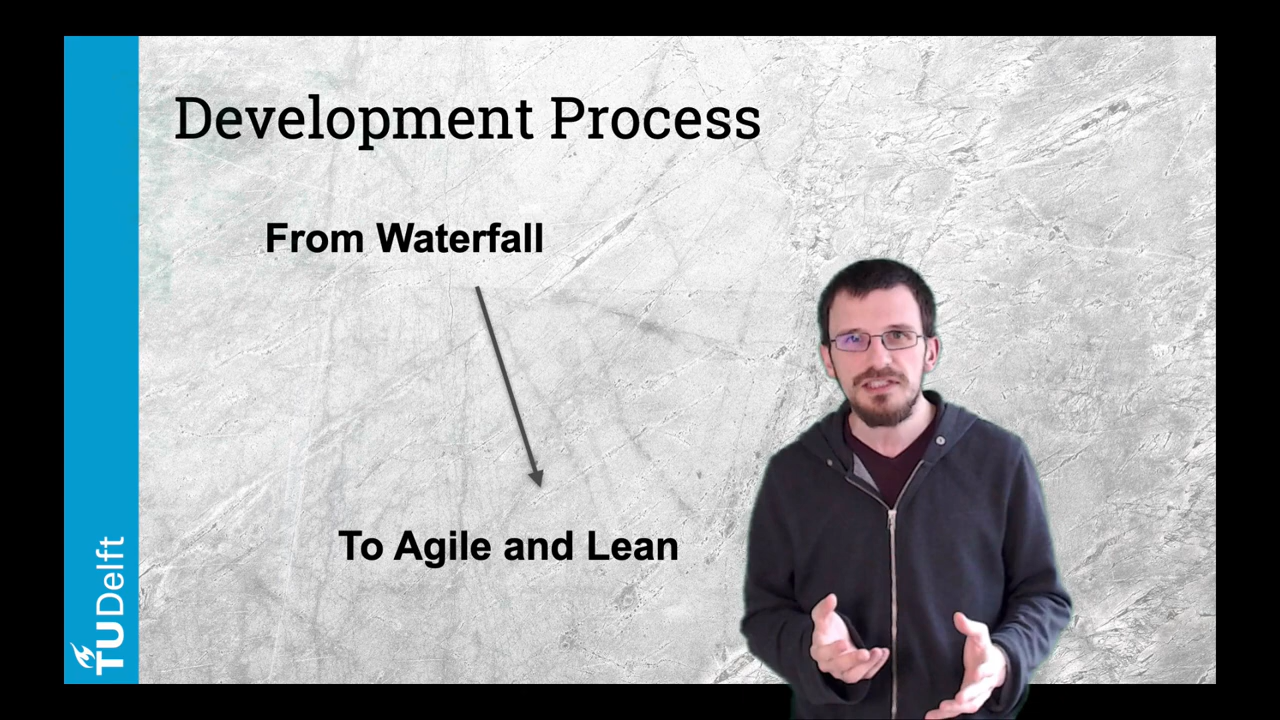 Development Process
From Waterfall
To Agile and Lean
TUDelft